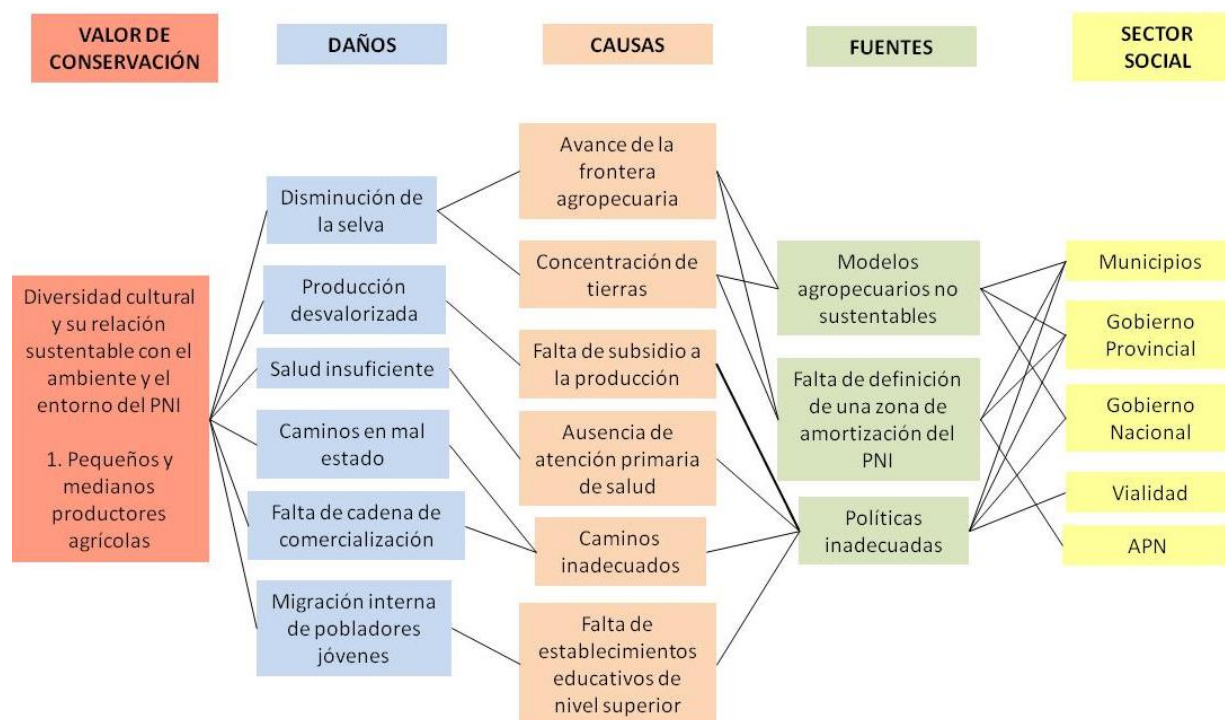 VALOR DE
CONSERVACIÓN
DAÑOS
CAUSAS
FUENTES
SECTOR
SOCIAL
Diversidad cultural
y su relación
sustentable con el
ambiente y el
entorno del PNI
1. Pequeños y
medianos
productores
agrícolas
Disminución de
la selva
Producción
desvalorizada
Salud insuficiente
Caminos en mal
estado
Falta de cadena de
comercialización
Migración interna
de pobladores
jóvenes
Avance de la
frontera
agropecuaria
Concentración de
tierras
Falta de subsidio a
la producción
Ausencia de
atención primaria
de salud
Caminos
inadecuados
Falta de
establecimientos
educativos de
nivel superior
Modelos
agropecuarios no
sustentables
Falta de definición
de una zona de
amortización del
PNI
Políticas
inadecuadas
Municipios
Gobierno
Provincial
Gobierno
Nacional
Vialidad
APN